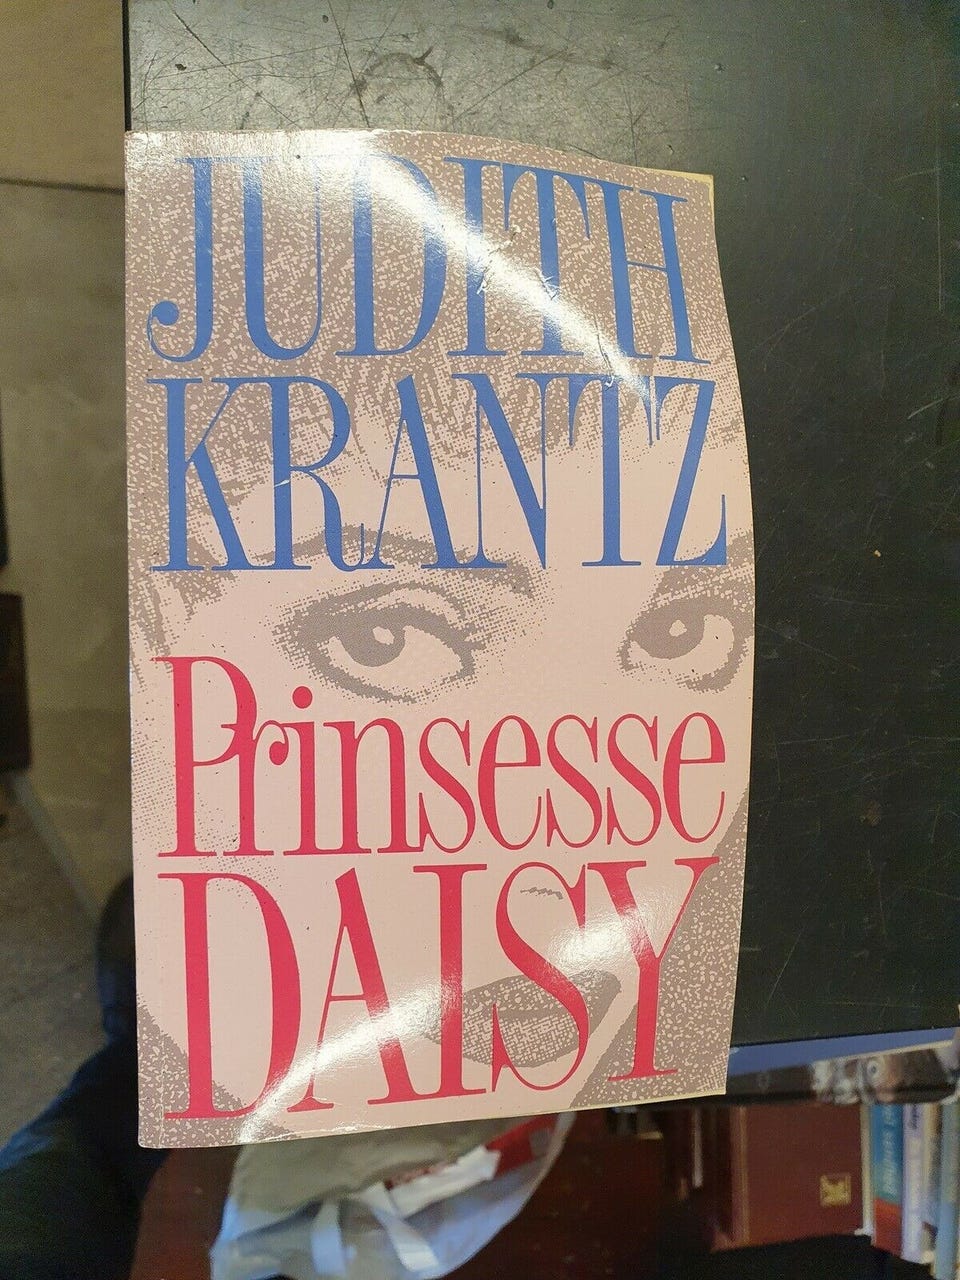 JUDITH
KRANTZ
Prinsesse
DAISY